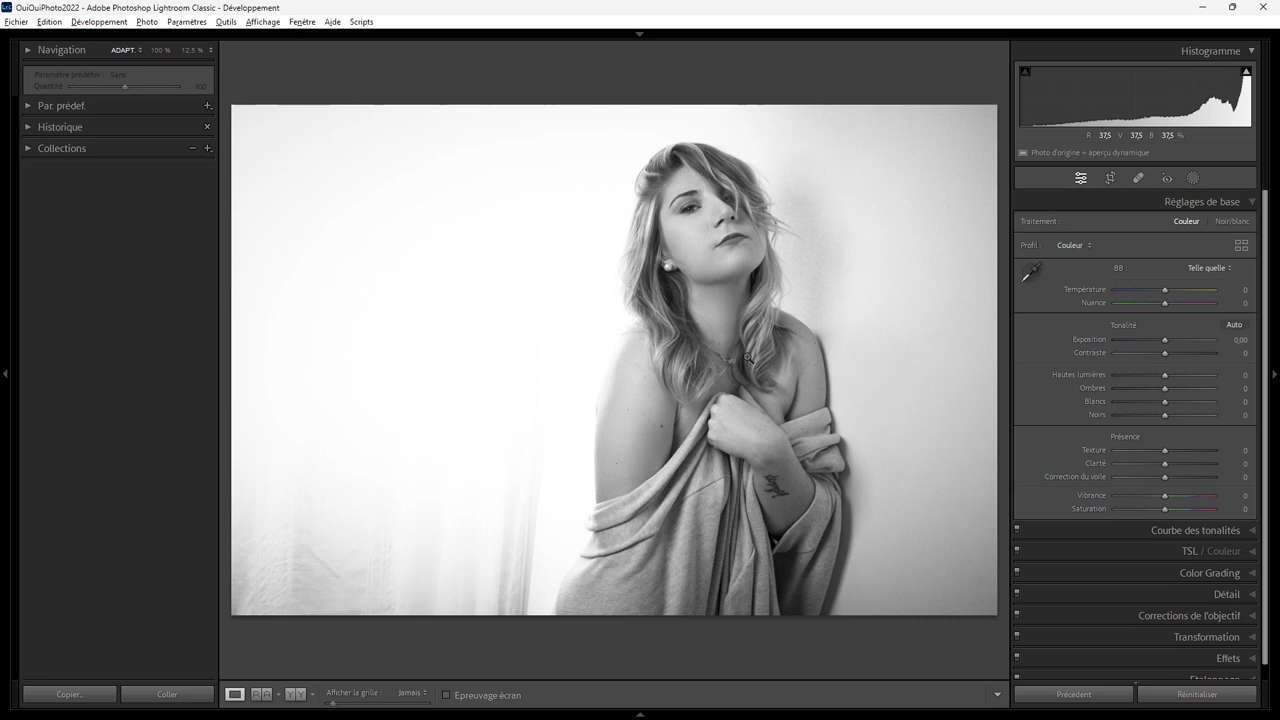 OuiOuiPhoto2022 - Adobe Photoshop Lightroom Classic - Développement
Fichier Edition Développement Photo Paramètres Outils Affichage Fenêtre Aide Scripts
Navigation ADAPT. 100 % 12,5 %
Paramètre prédéfini : Sans
Quantité 100
Par. prédéf.
Historique
Collections
Copier... Coller
Afficher la grille : Jamais Epreuvage écran
Histogramme
R 37,5 V 37,5 B 37,5 %
Photo d'origine + aperçu dynamique
Réglages de base
Traitement : Couleur Noir/blanc
Profil : Couleur
BB : Telle quelle
Température 0
Nuance 0
Tonalité Auto
Exposition 0,00
Contraste 0
Hautes lumières 0
Ombres 0
Blancs 0
Noirs 0
Présence
Texture 0
Clarté 0
Correction du voile 0
Vibrance 0
Saturation 0
Courbe des tonalités
TSL / Couleur
Color Grading
Détail
Corrections de l'objectif
Transformation
Effets
Précédent Réinitialiser